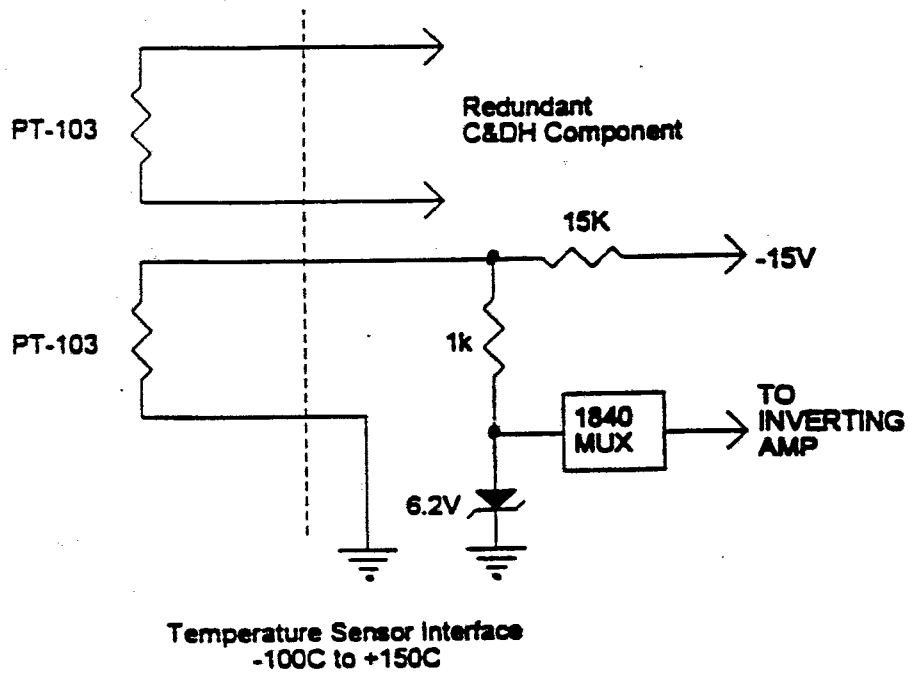 PT-103
Redundant
C&DH Component
15K
-15V
PT-103
1k
1840
MUX
TO
INVERTING
AMP
6.2V
Temperature Sensor Interface
-100C to +150C